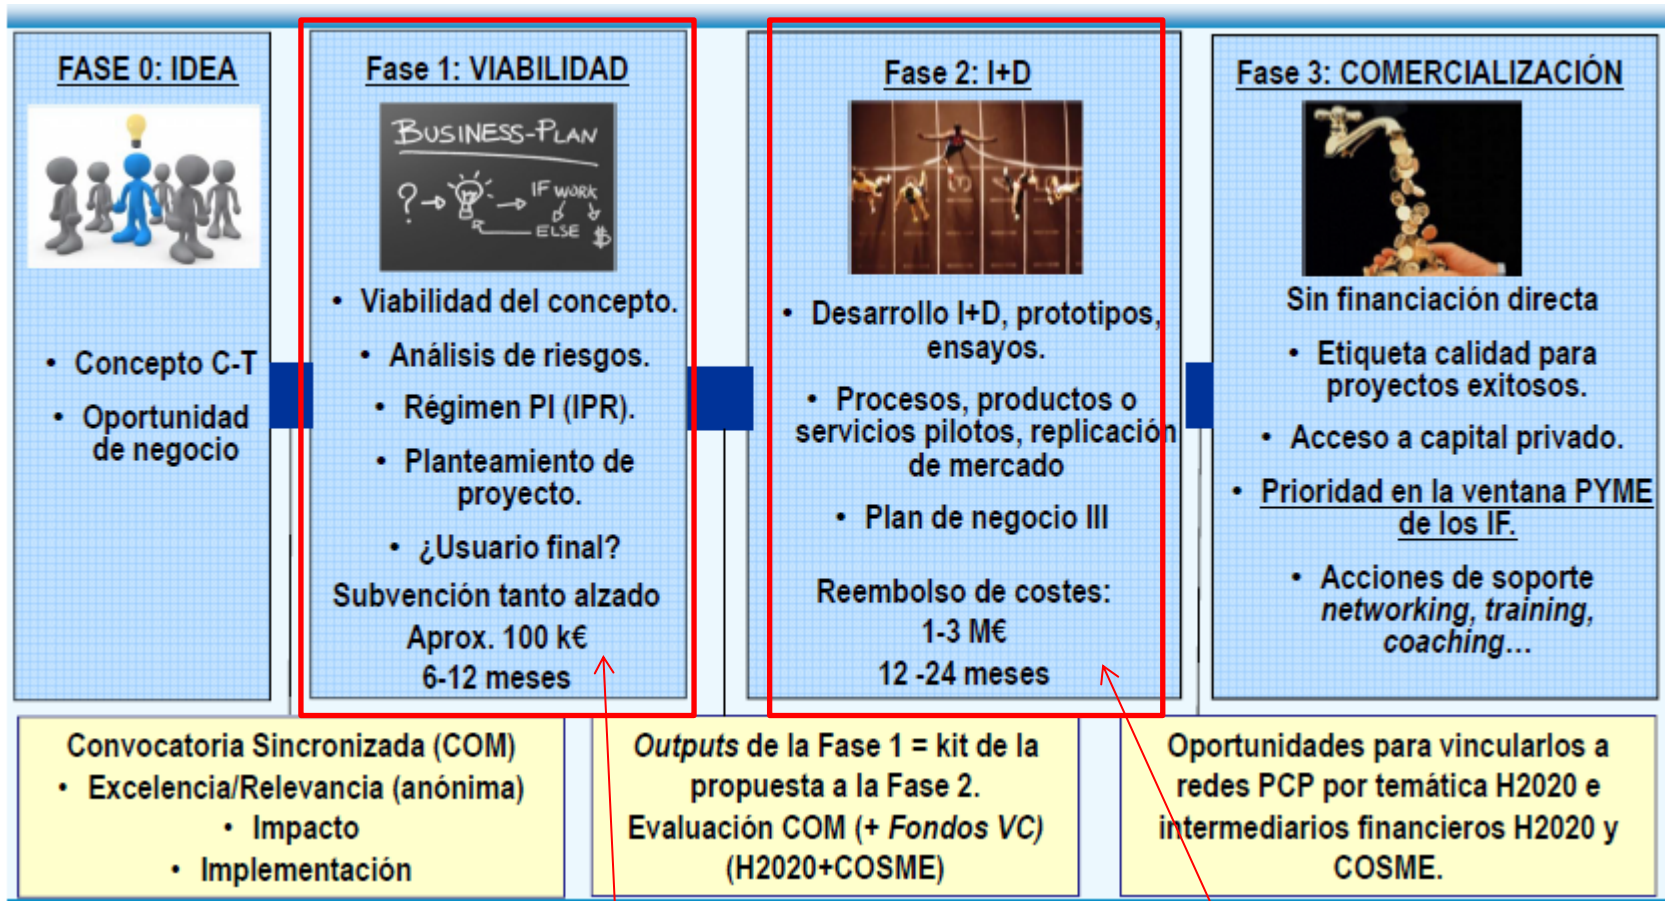 FASE 0: IDEA
• Concepto C-T
• Oportunidad
de negocio
Fase 1: VIABILIDAD
BUSINESS-PLAN
? → → IF WORK
ELSE $
• Viabilidad del concepto.
• Análisis de riesgos.
• Régimen PI (IPR).
• Planteamiento de
proyecto.
• ¿Usuario final?
Subvención tanto alzado
Aprox. 100 k€
6-12 meses
Fase 2: I+D
• Desarrollo I+D, prototipos,
ensayos.
• Procesos, productos o
servicios pilotos, replicación
de mercado
• Plan de negocio III
Reembolso de costes:
1-3 M€
12 -24 meses
Fase 3: COMERCIALIZACIÓN
Sin financiación directa
• Etiqueta calidad para
proyectos exitosos.
• Acceso a capital privado.
• Prioridad en la ventana PYME
de los IF.
• Acciones de soporte
networking, training,
coaching…
Convocatoria Sincronizada (COM)
• Excelencia/Relevancia (anónima)
• Impacto
• Implementación
Outputs de la Fase 1 = kit de la
propuesta a la Fase 2.
Evaluación COM (+ Fondos VC)
(H2020+COSME)
Oportunidades para vincularlos a
redes PCP por temática H2020 e
intermediarios financieros H2020 y
COSME.